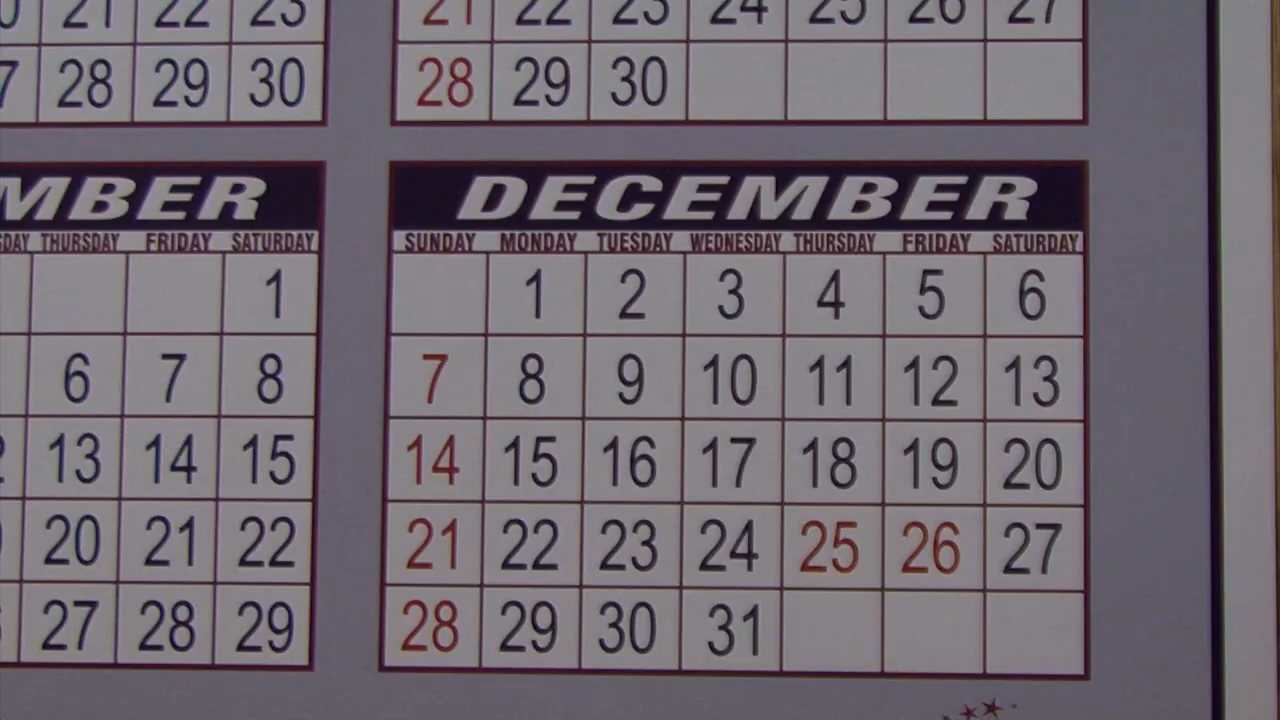 21 22 23
28 29 30
21 22 23 24 25 26 27
28 29 30
MBER
THURSDAY FRIDAY SATURDAY
1
6 7 8
13 14 15
20 21 22
27 28 29
DECEMBER
SUNDAY MONDAY TUESDAY WEDNESDAY THURSDAY FRIDAY SATURDAY
1 2 3 4 5 6
7 8 9 10 11 12 13
14 15 16 17 18 19 20
21 22 23 24 25 26 27
28 29 30 31